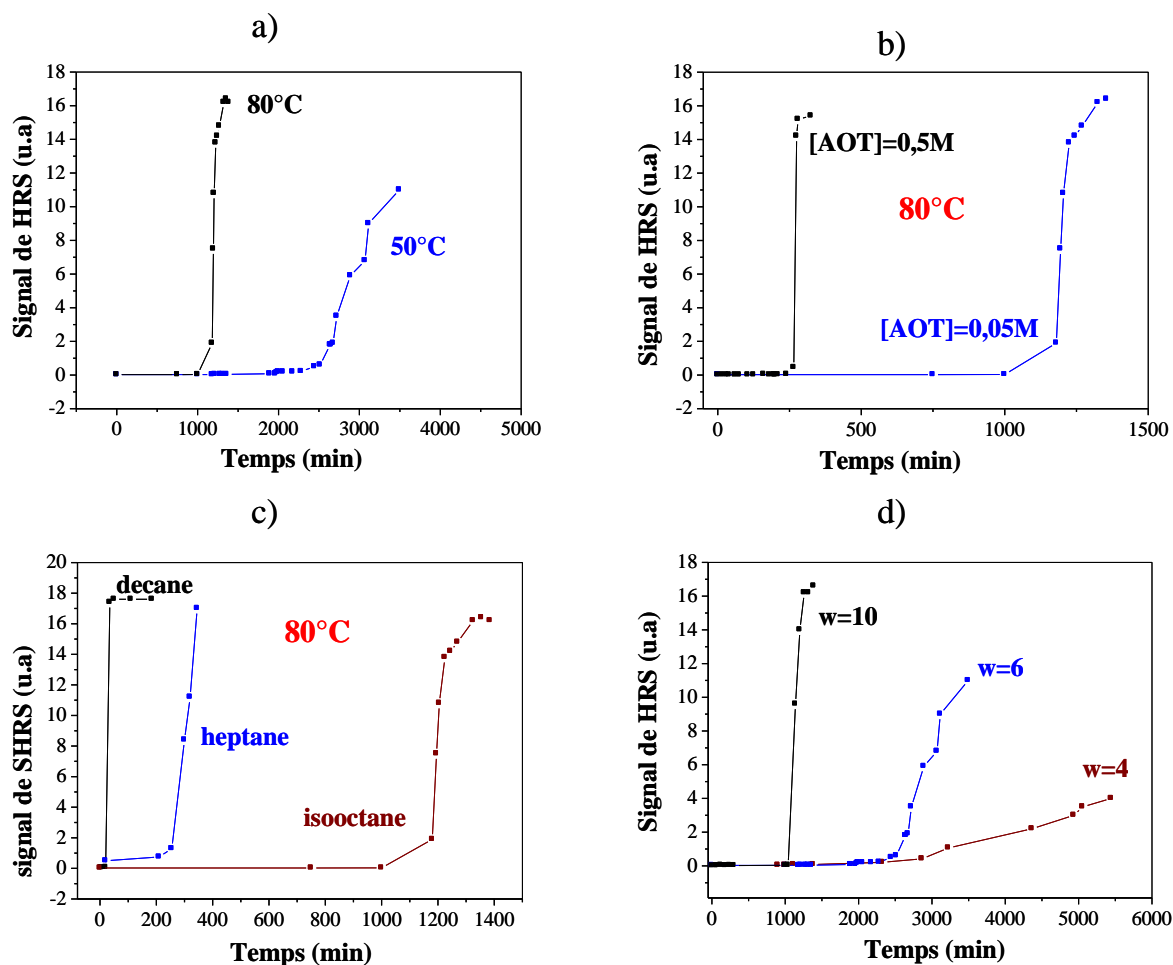 a)
Signal de HRS (u.a)
18
16
14
12
10
8
6
4
2
0
-2
80°C
50°C
0 1000 2000 3000 4000 5000
Temps (min)
b)
Signal de HRS (u.a)
18
16
14
12
10
8
6
4
2
0
-2
[AOT]=0,5M
80°C
[AOT]=0,05M
0 500 1000 1500
Temps (min)
c)
signal de SHRS (u.a)
20
18
16
14
12
10
8
6
4
2
0
-2
decane
80°C
heptane
isooctane
0 200 400 600 800 1000 1200 1400
Temps (min)
d)
Signal de HRS (u.a)
18
16
14
12
10
8
6
4
2
0
w=10
w=6
w=4
0 1000 2000 3000 4000 5000 6000
Temps (min)